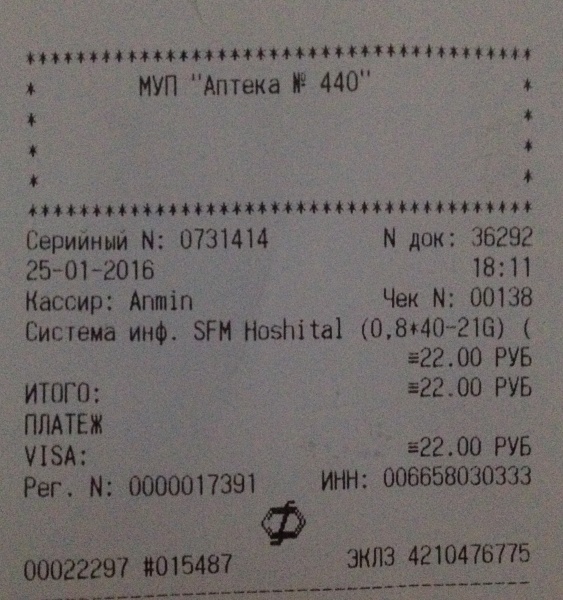 ****************************************
* МУП "Аптека № 440" *
* *
* *
* *
****************************************
Серийный N: 0731414 N док: 36292
25-01-2016 18:11
Кассир: Anmin Чек N: 00138
Система инф. SFM Hoshital (0,8*40-21G) (
≡22.00 РУБ
ИТОГО: ≡22.00 РУБ
ПЛАТЕЖ
VISA: ≡22.00 РУБ
Рег. N: 0000017391 ИНН: 006658030333
00022297 #015487 ЭКЛЗ 4210476775